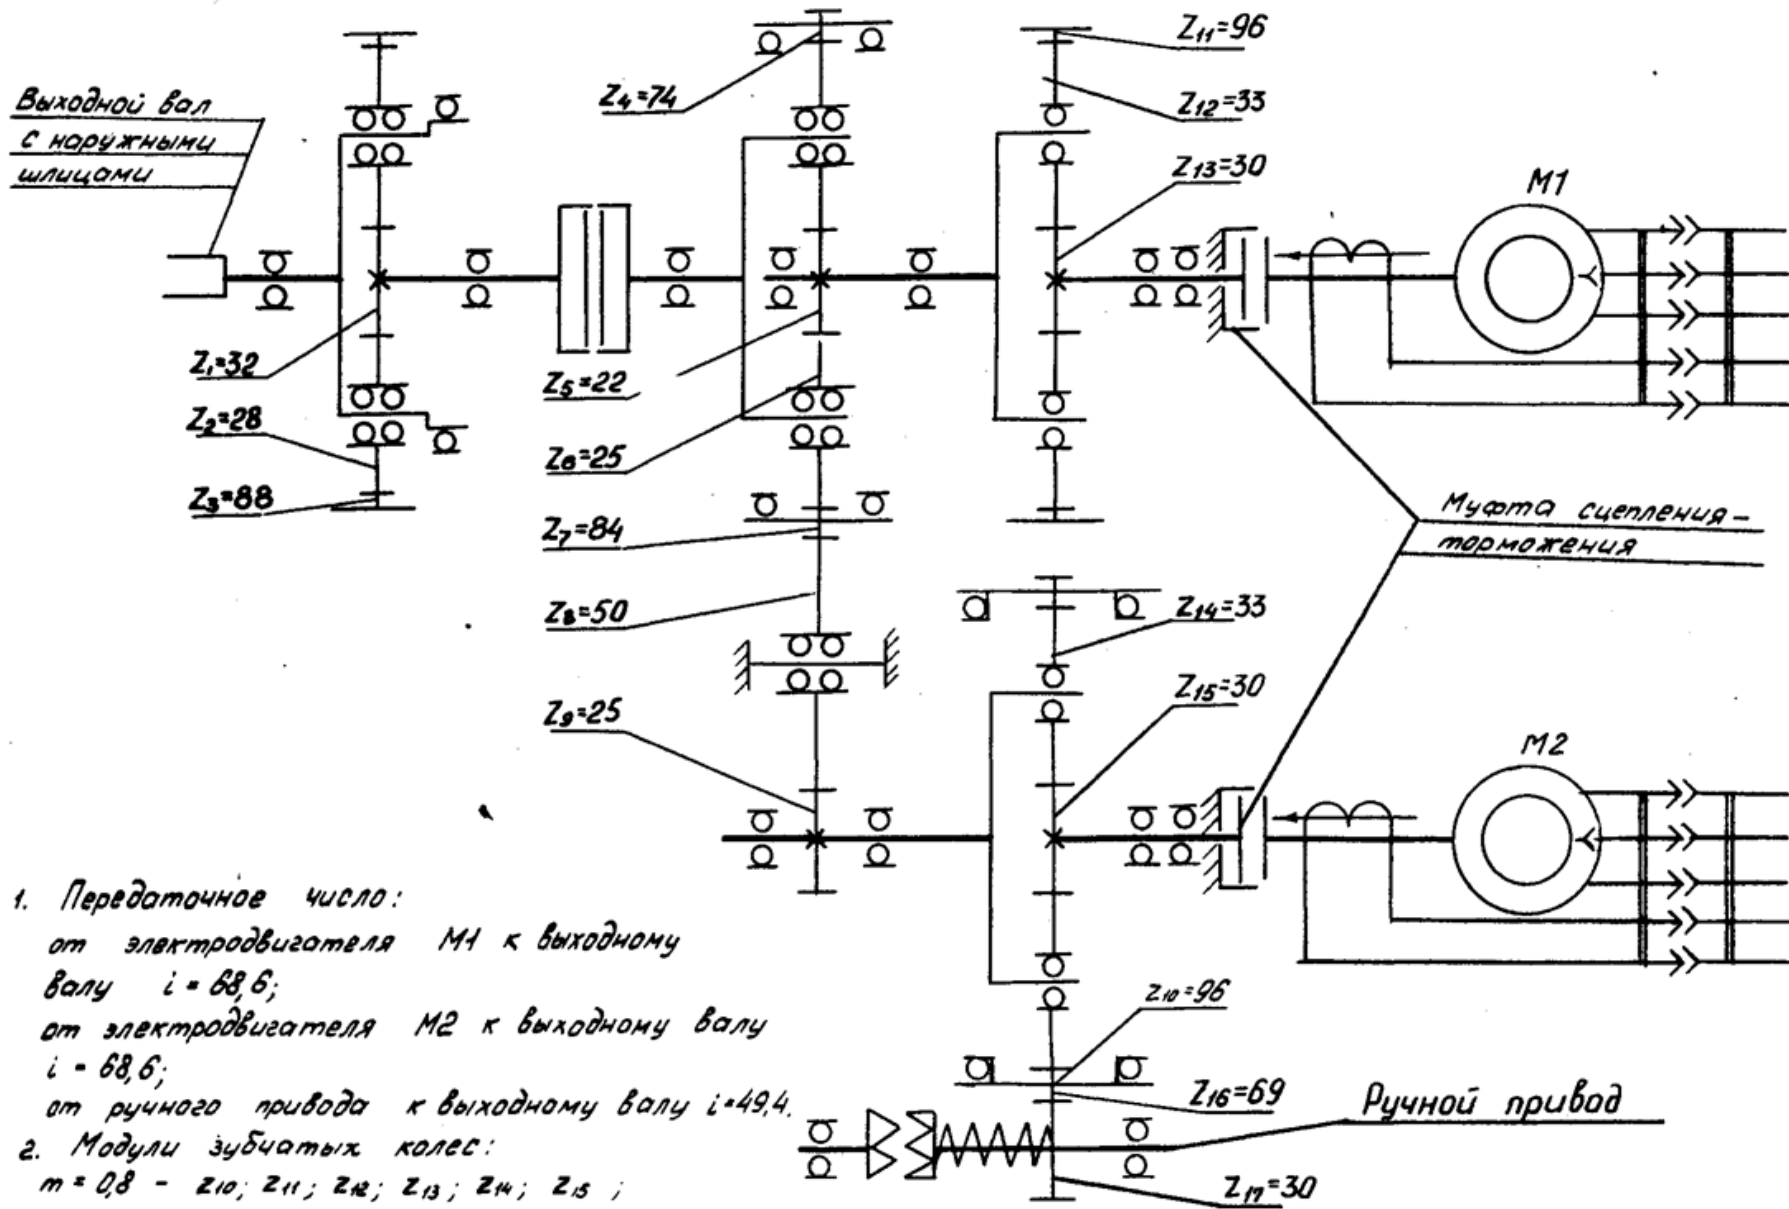 Выходной вал
с наружными
шлицами
Z₁=32
Z₂=28
Z₃=88
Z₄=74
Z₅=22
Z₆=25
Z₇=84
Z₈=50
Z₉=25
Z₁₁=96
Z₁₂=33
Z₁₃=30
М1
Муфта сцепления-
торможения
Z₁₄=33
Z₁₅=30
М2
Z₁₀=96
Z₁₆=69
Ручной привод
Z₁₇=30
1. Передаточное число:
от электродвигателя М1 к выходному
валу i = 68,6;
от электродвигателя М2 к выходному валу
i = 68,6;
от ручного привода к выходному валу i=49,4.
2. Модули зубчатых колес:
m = 0,8 - Z₁₀; Z₁₁; Z₁₂; Z₁₃; Z₁₄; Z₁₅ ;